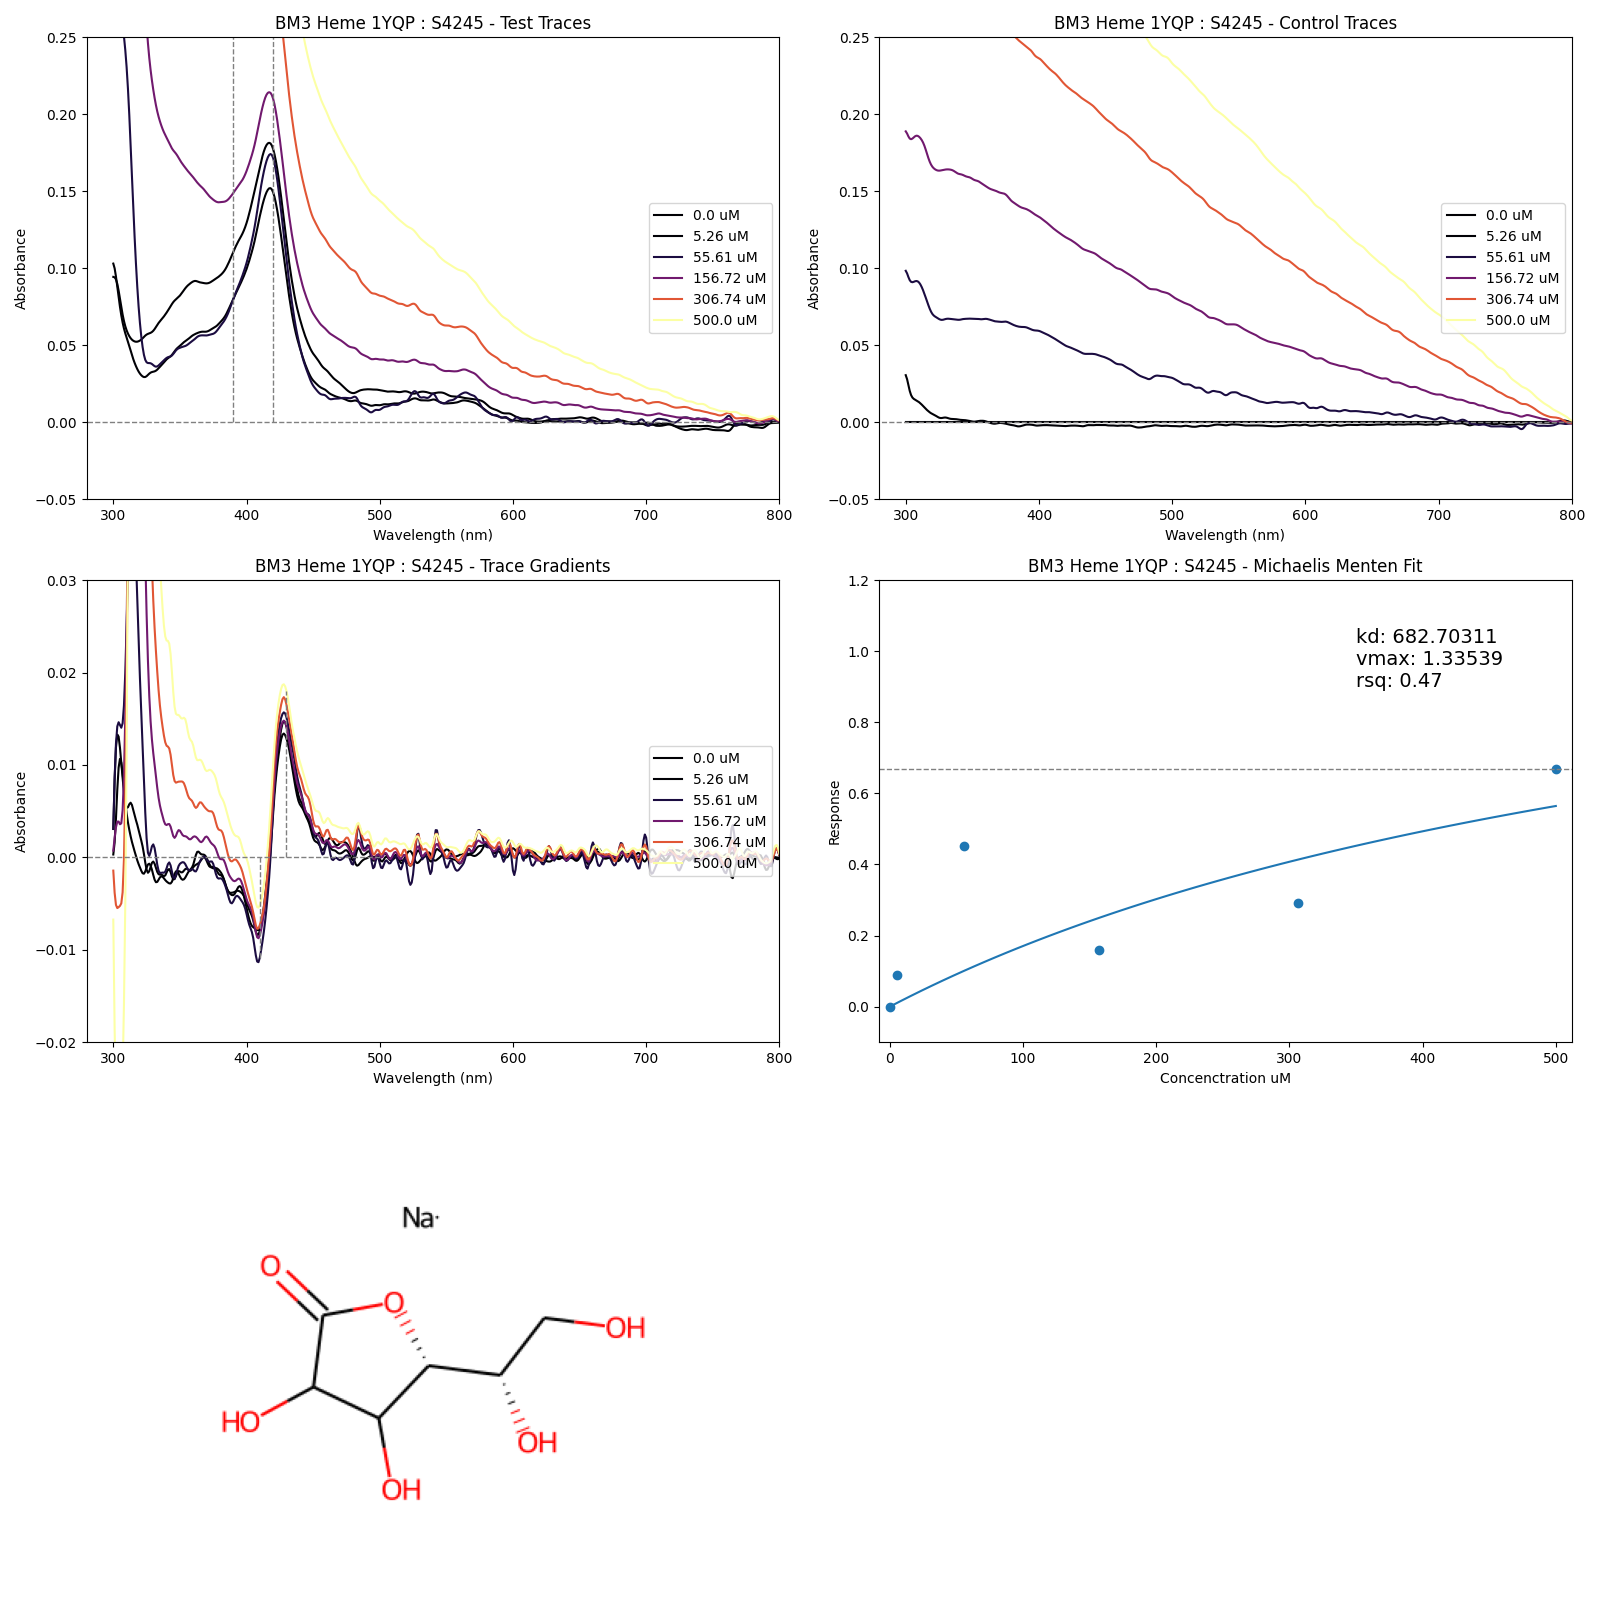 BM3 Heme 1YQP : S4245 - Test Traces
0.25
0.20
0.15
0.10
0.05
0.00
−0.05
Absorbance
300 400 500 600 700 800
Wavelength (nm)
0.0 uM
5.26 uM
55.61 uM
156.72 uM
306.74 uM
500.0 uM
BM3 Heme 1YQP : S4245 - Control Traces
0.25
0.20
0.15
0.10
0.05
0.00
−0.05
Absorbance
300 400 500 600 700 800
Wavelength (nm)
0.0 uM
5.26 uM
55.61 uM
156.72 uM
306.74 uM
500.0 uM
BM3 Heme 1YQP : S4245 - Trace Gradients
0.03
0.02
0.01
0.00
−0.01
−0.02
Absorbance
300 400 500 600 700 800
Wavelength (nm)
0.0 uM
5.26 uM
55.61 uM
156.72 uM
306.74 uM
500.0 uM
BM3 Heme 1YQP : S4245 - Michaelis Menten Fit
1.2
1.0
0.8
0.6
0.4
0.2
0.0
Response
0 100 200 300 400 500
Concenctration uM
kd: 682.70311
vmax: 1.33539
rsq: 0.47
Na·
O
O
OH
HO
OH
OH